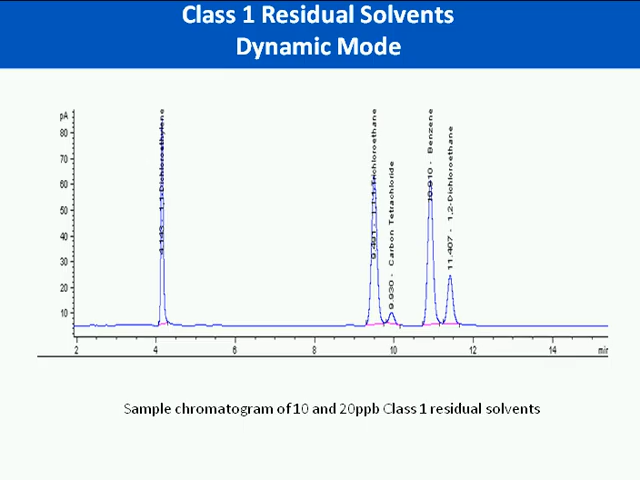 Class 1 Residual Solvents
Dynamic Mode
pA
80
70
60
50
40
30
20
10
4.143 - 1,1-Dichloroethylene
9.491 - 1,1,1-Trichloroethane
9.930 - Carbon Tetrachloride
10.910 - Benzene
11.407 - 1,2-Dichloroethane
2 4 6 8 10 12 14 min
Sample chromatogram of 10 and 20ppb Class 1 residual solvents